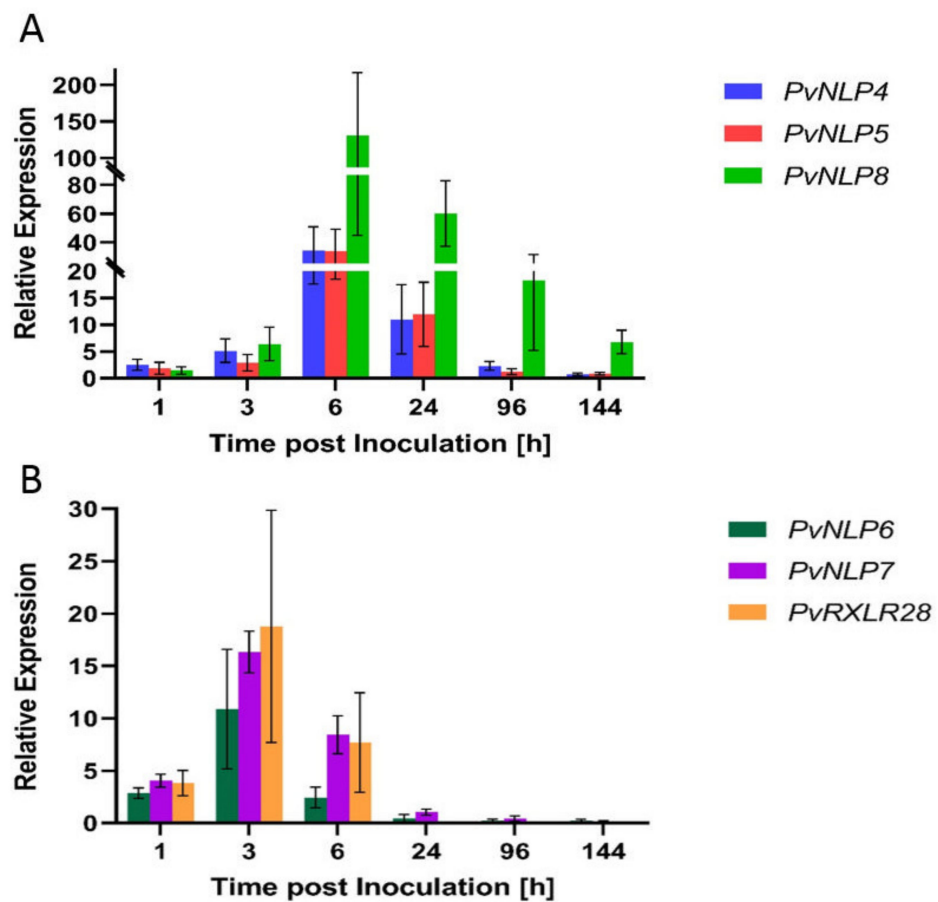 A
Relative Expression
200
150
100
80
60
40
20
15
10
5
0
1 3 6 24 96 144
Time post Inoculation [h]
PvNLP4
PvNLP5
PvNLP8
B
Relative Expression
30
25
20
15
10
5
0
1 3 6 24 96 144
Time post Inoculation [h]
PvNLP6
PvNLP7
PvRXLR28